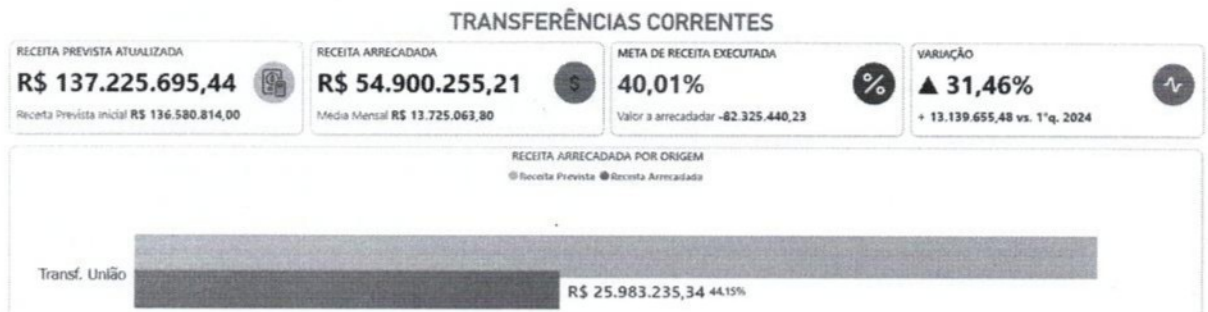 TRANSFERÊNCIAS CORRENTES
RECEITA PREVISTA ATUALIZADA
R$ 137.225.695,44
Receita Prevista Inicial R$ 136.580.814,00
RECEITA ARRECADADA
R$ 54.900.255,21
Média Mensal R$ 13.725.063,80
META DE RECEITA EXECUTADA
40,01%
Valor a arrecadadar -82.325.440,23
VARIAÇÃO
▲ 31,46%
+ 13.139.655,48 vs. 1°q. 2024
RECEITA ARRECADADA POR ORIGEM
Receita Prevista Receita Arrecadada
Transf. União
R$ 25.983.235,34 44.15%